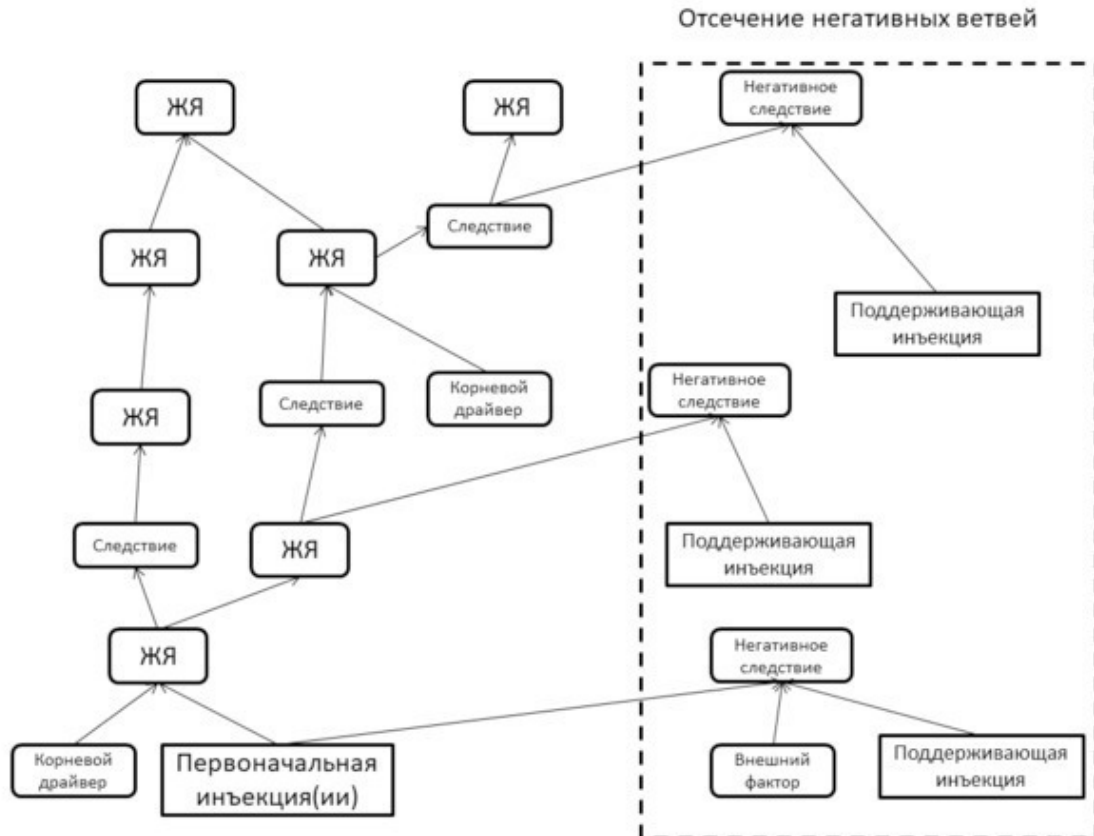 Отсечение негативных ветвей
ЖЯ
ЖЯ
Негативное
следствие
Следствие
ЖЯ
ЖЯ
Поддерживающая
инъекция
Негативное
следствие
ЖЯ
Следствие
Корневой
драйвер
Следствие
ЖЯ
Поддерживающая
инъекция
ЖЯ
Негативное
следствие
Корневой
драйвер
Первоначальная
инъекция(ии)
Внешний
фактор
Поддерживающая
инъекция